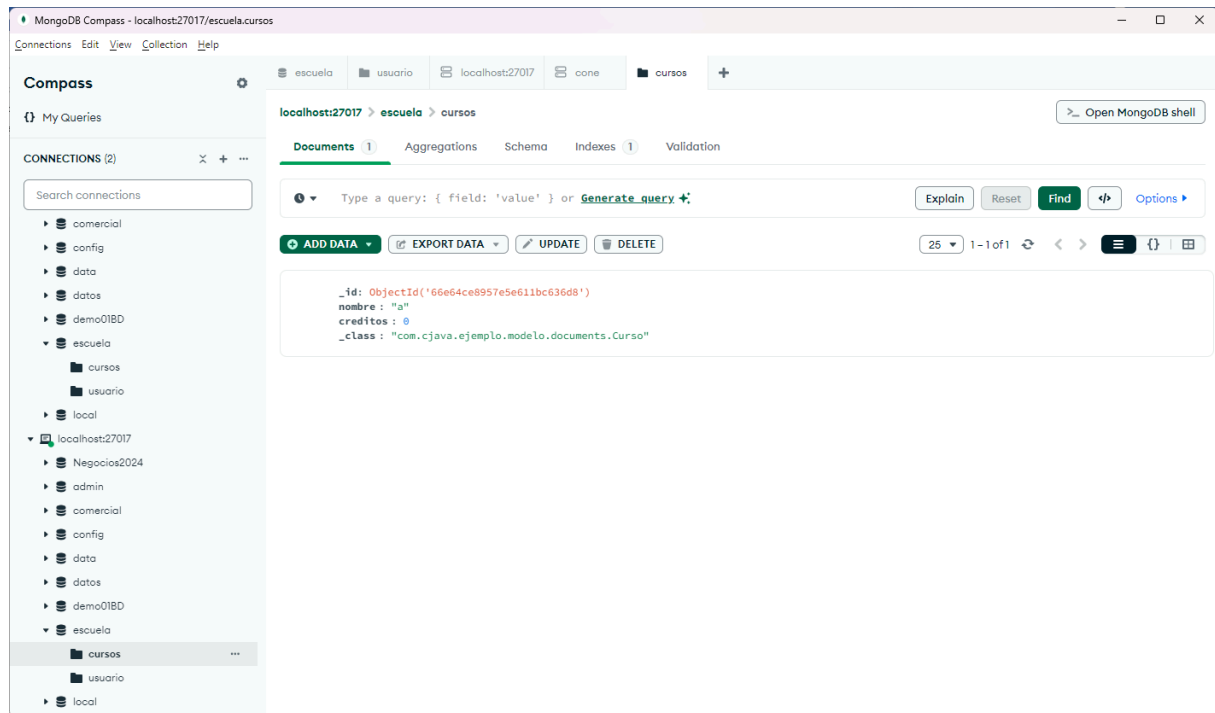 MongoDB Compass - localhost:27017/escuela.cursos
Connections Edit View Collection Help
Compass
{} My Queries
CONNECTIONS (2)
Search connections
comercial
config
data
datos
demo01BD
escuela
cursos
usuario
local
localhost:27017
Negocios2024
admin
comercial
config
data
datos
demo01BD
escuela
cursos
usuario
local
escuela usuario localhost:27017 cone cursos
localhost:27017 > escuela > cursos
>_ Open MongoDB shell
Documents 1 Aggregations Schema Indexes 1 Validation
Type a query: { field: 'value' } or Generate query
Explain Reset Find </> Options
ADD DATA EXPORT DATA UPDATE DELETE
25 1 – 1 of 1 {}
_id: ObjectId('66e64ce8957e5e611bc636d8')
nombre : "a"
creditos : 0
_class : "com.cjava.ejemplo.modelo.documents.Curso"